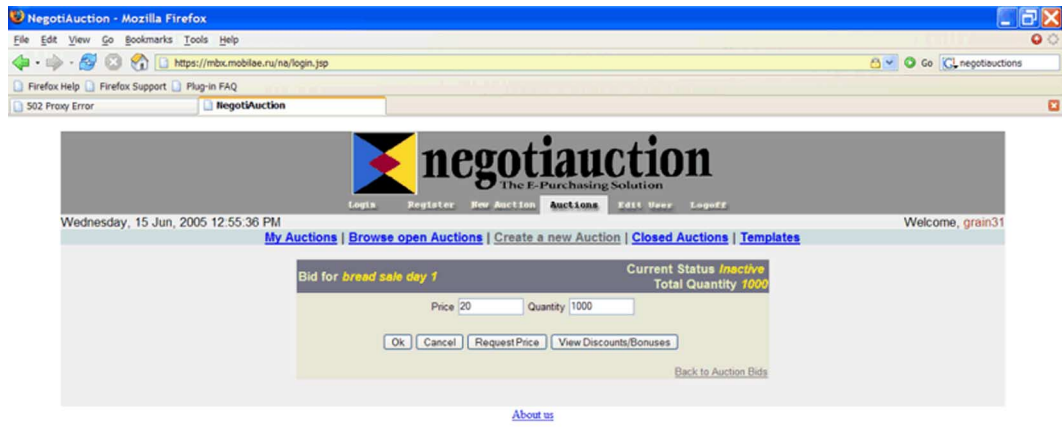 NegotiAuction - Mozilla Firefox
File Edit View Go Bookmarks Tools Help
https://mbx.mobilae.ru/na/login.jsp Go negotiauctions
Firefox Help Firefox Support Plug-in FAQ
502 Proxy Error NegotiAuction
negotiauction
The E-Purchasing Solution
Login Register New Auction Auctions Edit User Logoff
Wednesday, 15 Jun, 2005 12:55:36 PM Welcome, grain31
My Auctions | Browse open Auctions | Create a new Auction | Closed Auctions | Templates
Bid for bread sale day 1 Current Status Inactive
Total Quantity 1000
Price 20 Quantity 1000
Ok Cancel Request Price View Discounts/Bonuses
Back to Auction Bids
About us